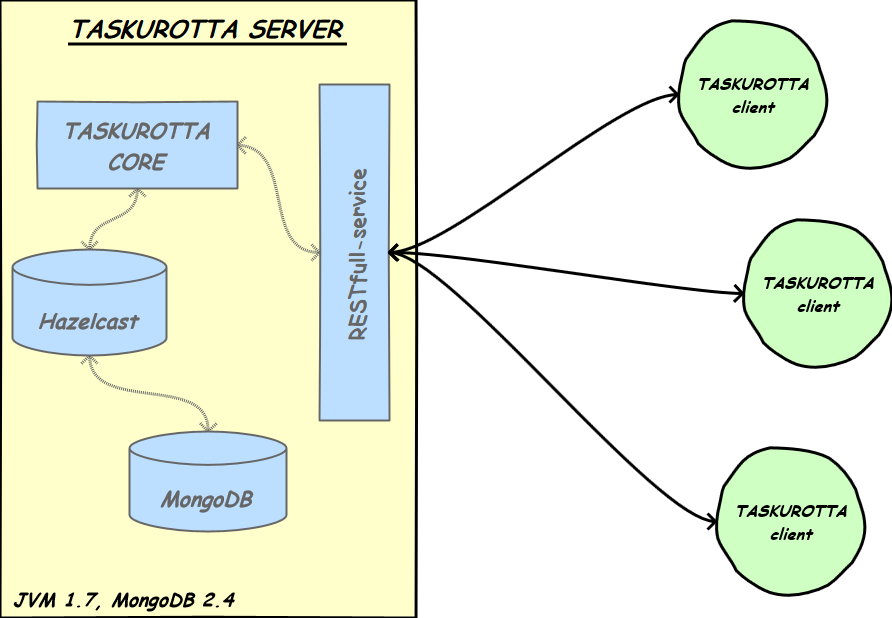 TASKUROTTA SERVER
TASKUROTTA
CORE
RESTfull-service
Hazelcast
MongoDB
JVM 1.7, MongoDB 2.4
TASKUROTTA
client
TASKUROTTA
client
TASKUROTTA
client